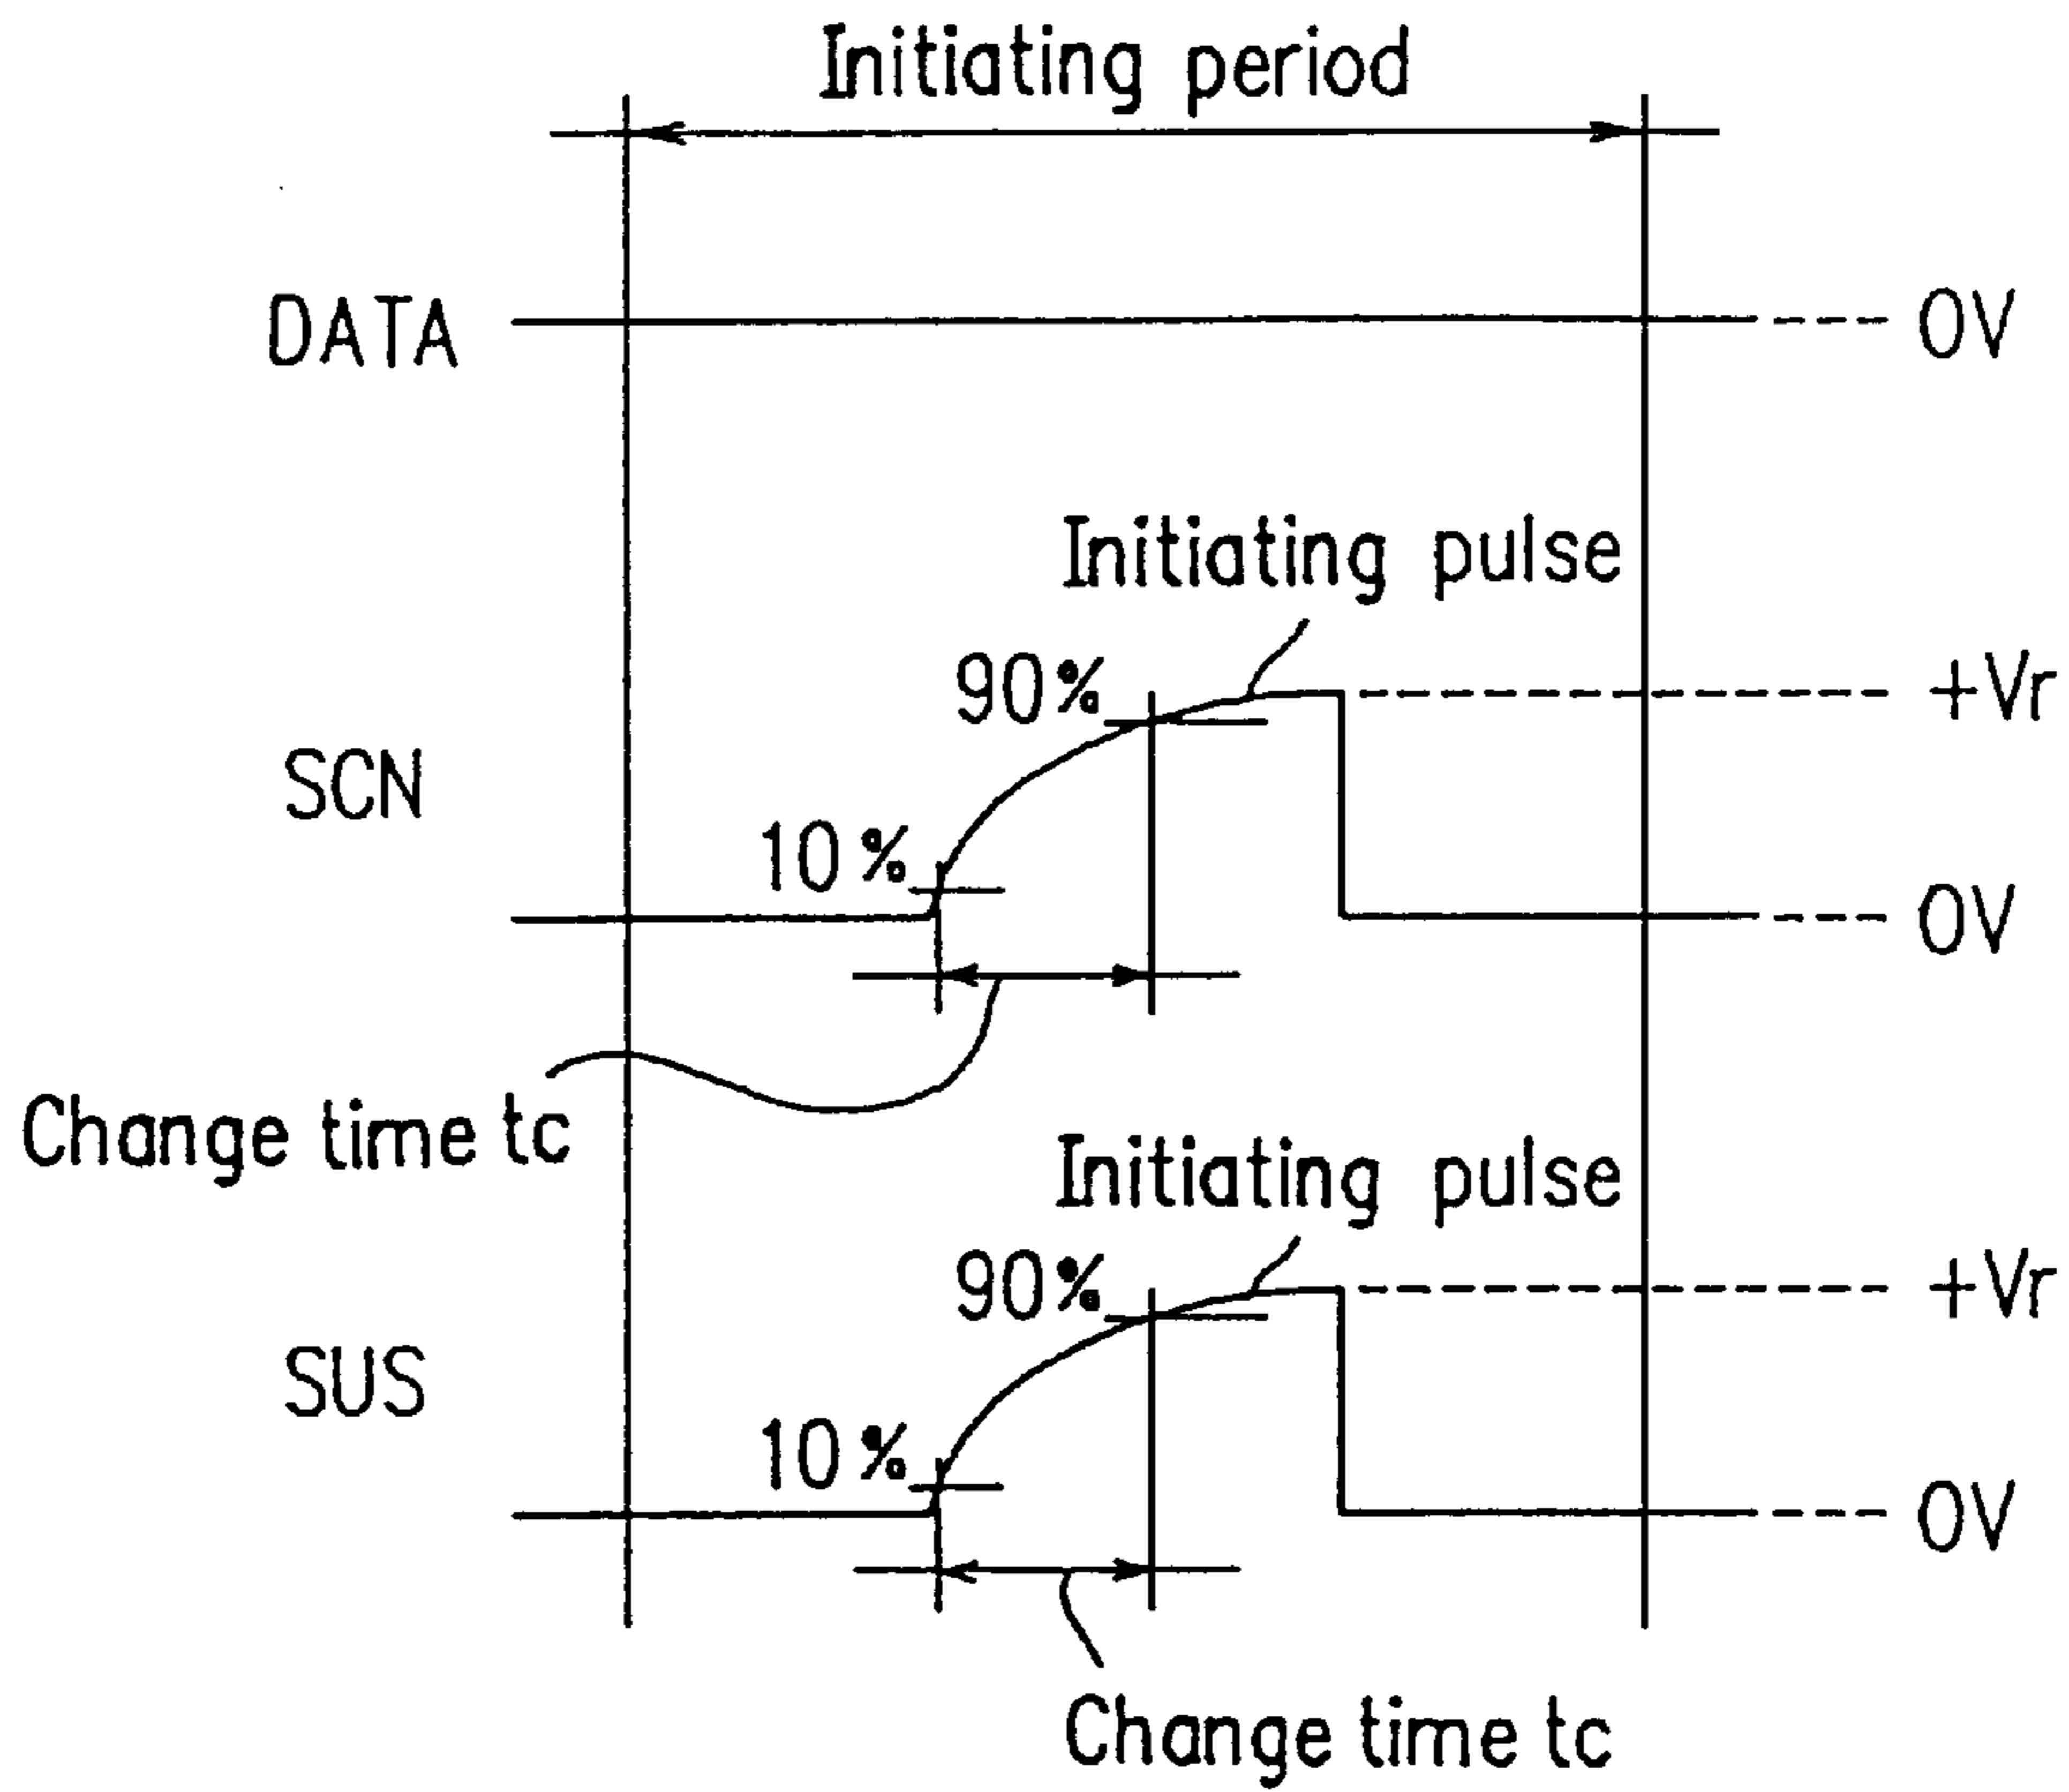 Initiating period
DATA
0V
Initiating pulse
90%
+Vr
SCN
10%
0V
Change time tc
Initiating pulse
90%
+Vr
SUS
10%
0V
Change time tc